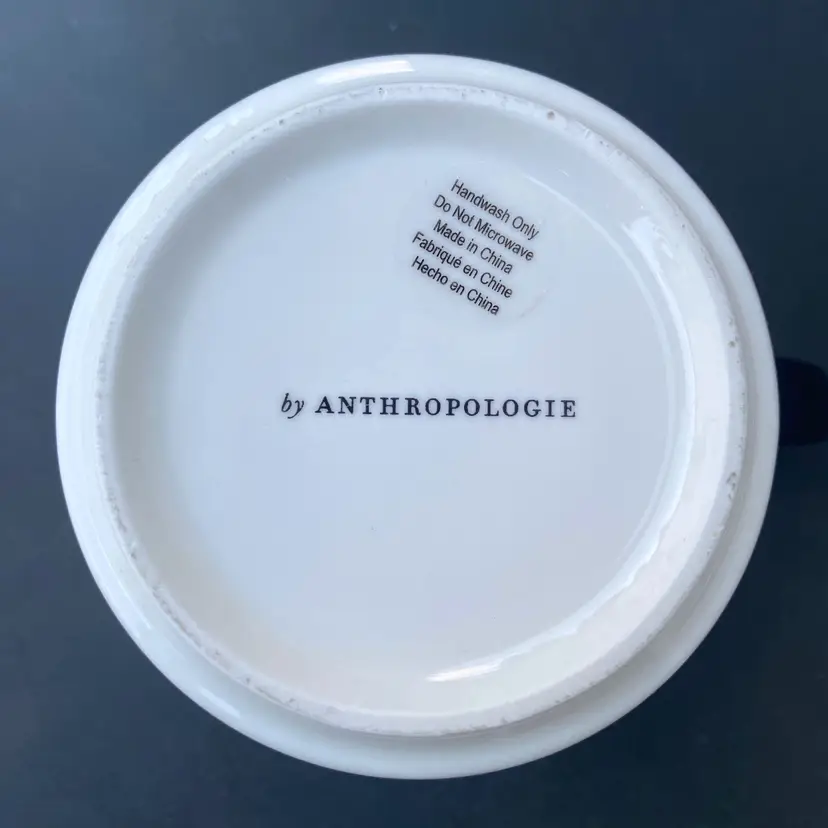 Handwash Only
Do Not Microwave
Made in China
Fabriqué en Chine
Hecho en China
by ANTHROPOLOGIE